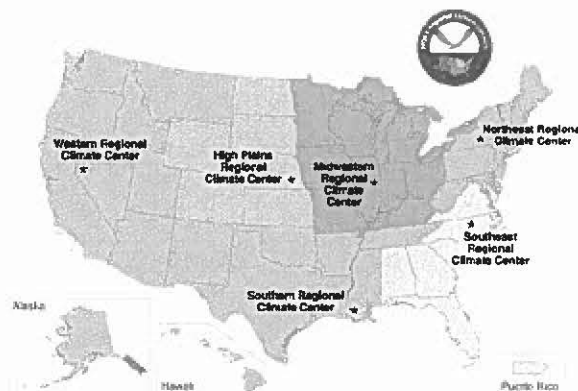 Western Regional
Climate Center
High Plains
Regional
Climate Center
Midwestern
Regional
Climate
Center
Northeast Regional
Climate Center
Southeast
Regional
Climate Center
Southern Regional
Climate Center
Alaska
Hawaii
Puerto Rico